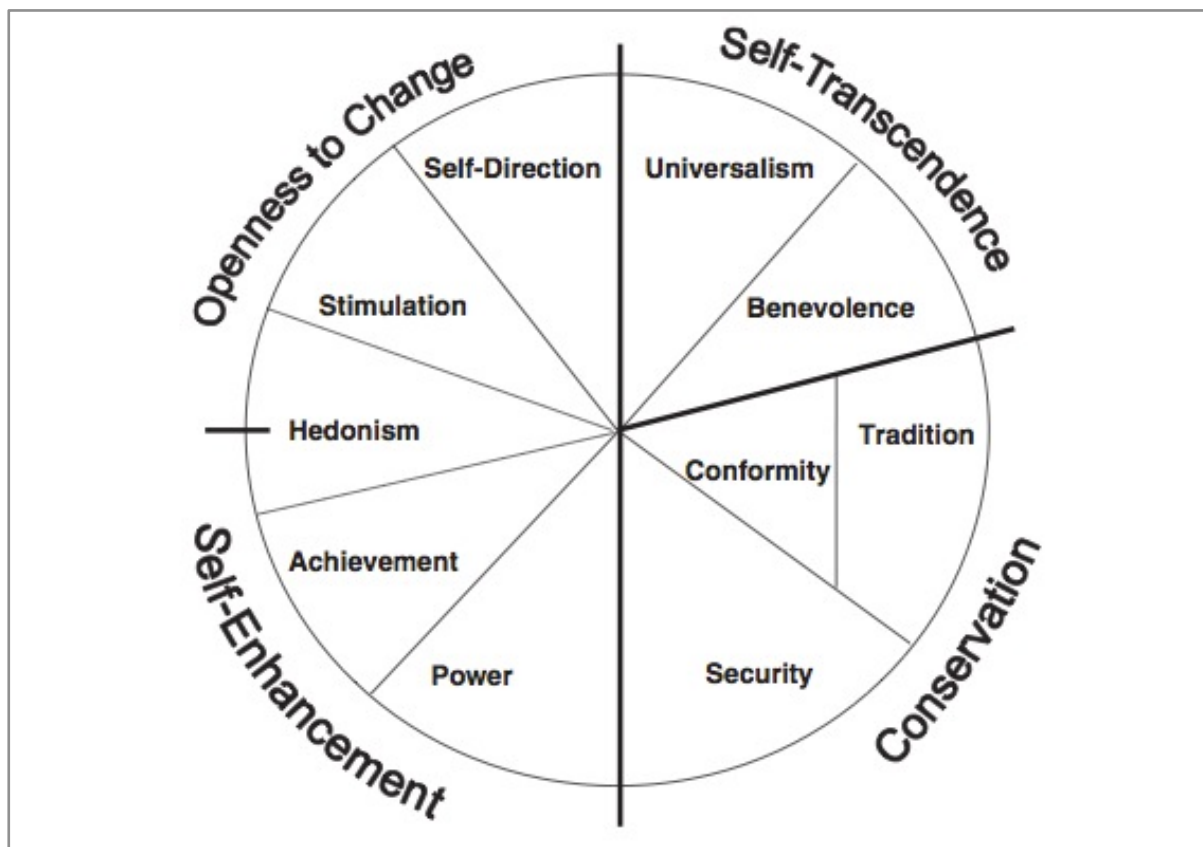 Openness to Change
Self-Transcendence
Self-Direction
Universalism
Stimulation
Benevolence
Hedonism
Tradition
Conformity
Achievement
Power
Security
Self-Enhancement
Conservation